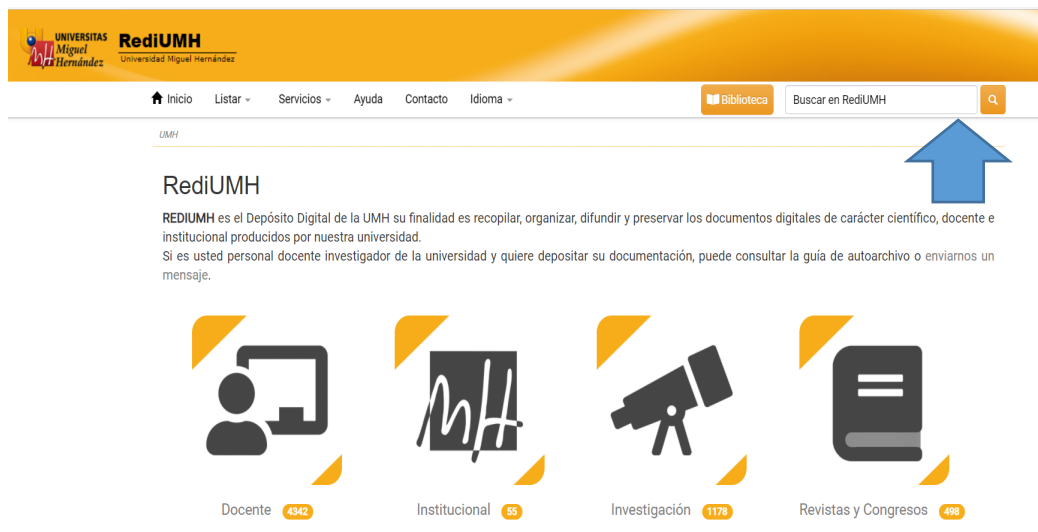 UNIVERSITAS
Miguel
Hernández
RediUMH
Universidad Miguel Hernández
Inicio Listar Servicios Ayuda Contacto Idioma Biblioteca Buscar en RediUMH
UMH
RediUMH
REDIUMH es el Depósito Digital de la UMH su finalidad es recopilar, organizar, difundir y preservar los documentos digitales de carácter científico, docente e
institucional producidos por nuestra universidad.
Si es usted personal docente investigador de la universidad y quiere depositar su documentación, puede consultar la guía de autoarchivo o enviarnos un
mensaje.
Docente 4342 Institucional 55 Investigación 1178 Revistas y Congresos 498